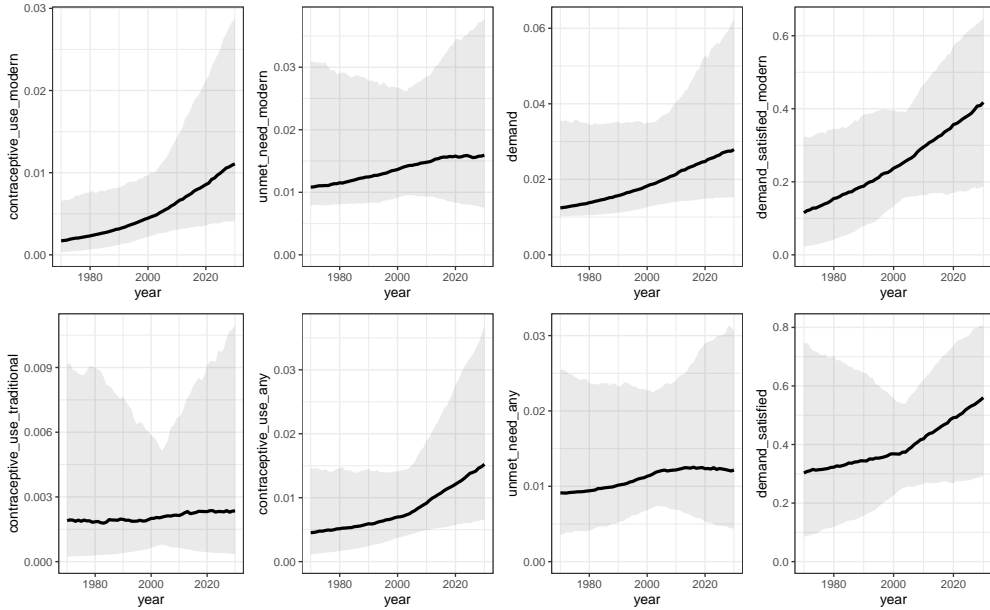 contraceptive_use_modern
0.03
0.02
0.01
0.00
1980 2000 2020
year
unmet_need_modern
0.03
0.02
0.01
0.00
1980 2000 2020
year
demand
0.06
0.04
0.02
0.00
1980 2000 2020
year
demand_satisfied_modern
0.6
0.4
0.2
0.0
1980 2000 2020
year
contraceptive_use_traditional
0.009
0.006
0.003
0.000
1980 2000 2020
year
contraceptive_use_any
0.03
0.02
0.01
0.00
1980 2000 2020
year
unmet_need_any
0.03
0.02
0.01
0.00
1980 2000 2020
year
demand_satisfied
0.8
0.6
0.4
0.2
0.0
1980 2000 2020
year